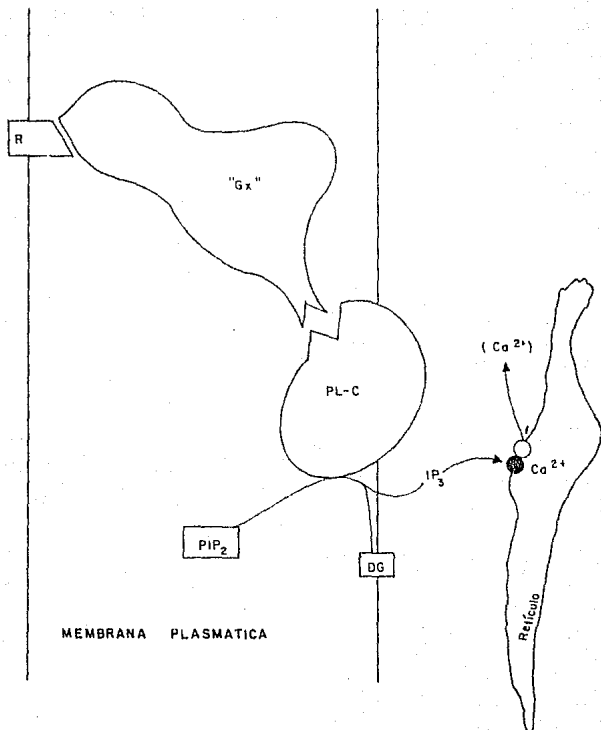 R
"Gx"
(Ca²⁺)
PL-C
IP₃
Ca²⁺
PIP₂
DG
MEMBRANA PLASMATICA
Retículo